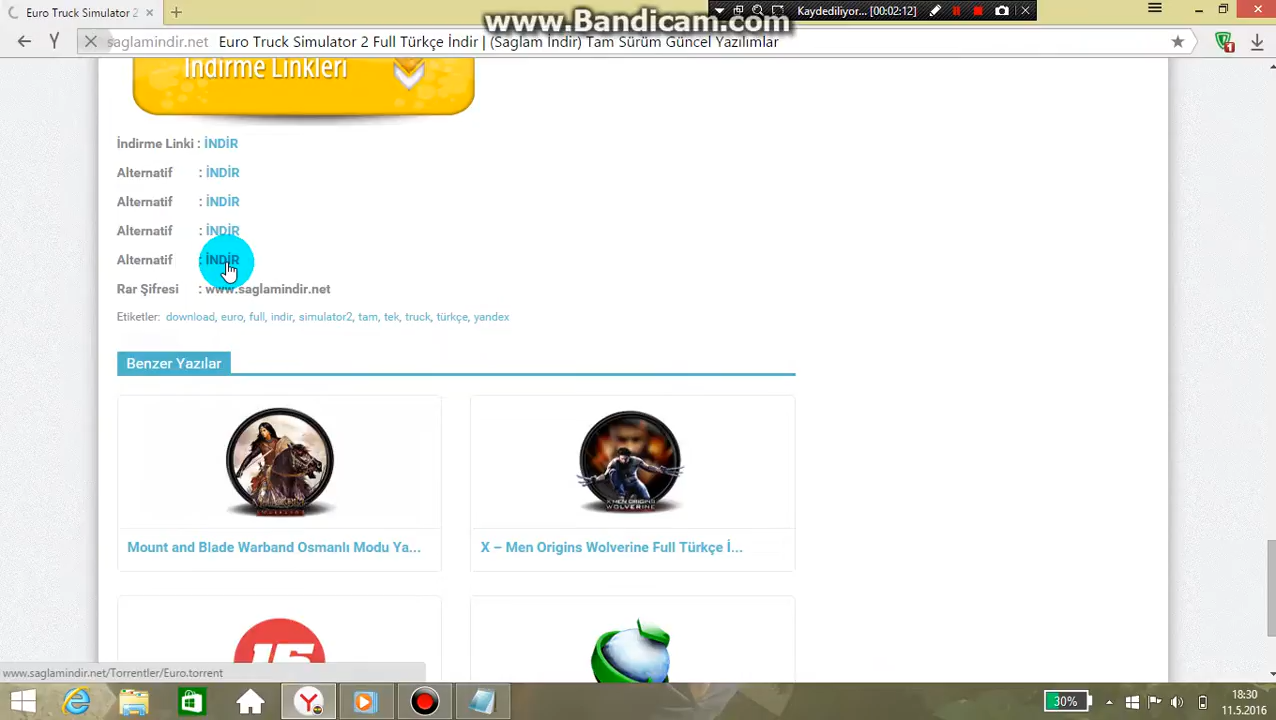 www.Bandicam.com
Euro Truck Simulator 2
Kaydediliyor... [00:02:12]
saglamindir.net Euro Truck Simulator 2 Full Türkçe İndir | (Saglam İndir) Tam Sürüm Güncel Yazılımlar
İndirme Linkleri
İndirme Linki : İNDİR
Alternatif : İNDİR
Alternatif : İNDİR
Alternatif : İNDİR
Alternatif : İNDİR
Rar Şifresi : www.saglamindir.net
Etiketler: download, euro, full, indir, simulator2, tam, tek, truck, türkçe, yandex
Benzer Yazılar
Mount and Blade Warband Osmanlı Modu Ya...
X – Men Origins Wolverine Full Türkçe İ...
15
www.saglamindir.net/Torrentler/Euro.torrent
30%
18:30
11.5.2016